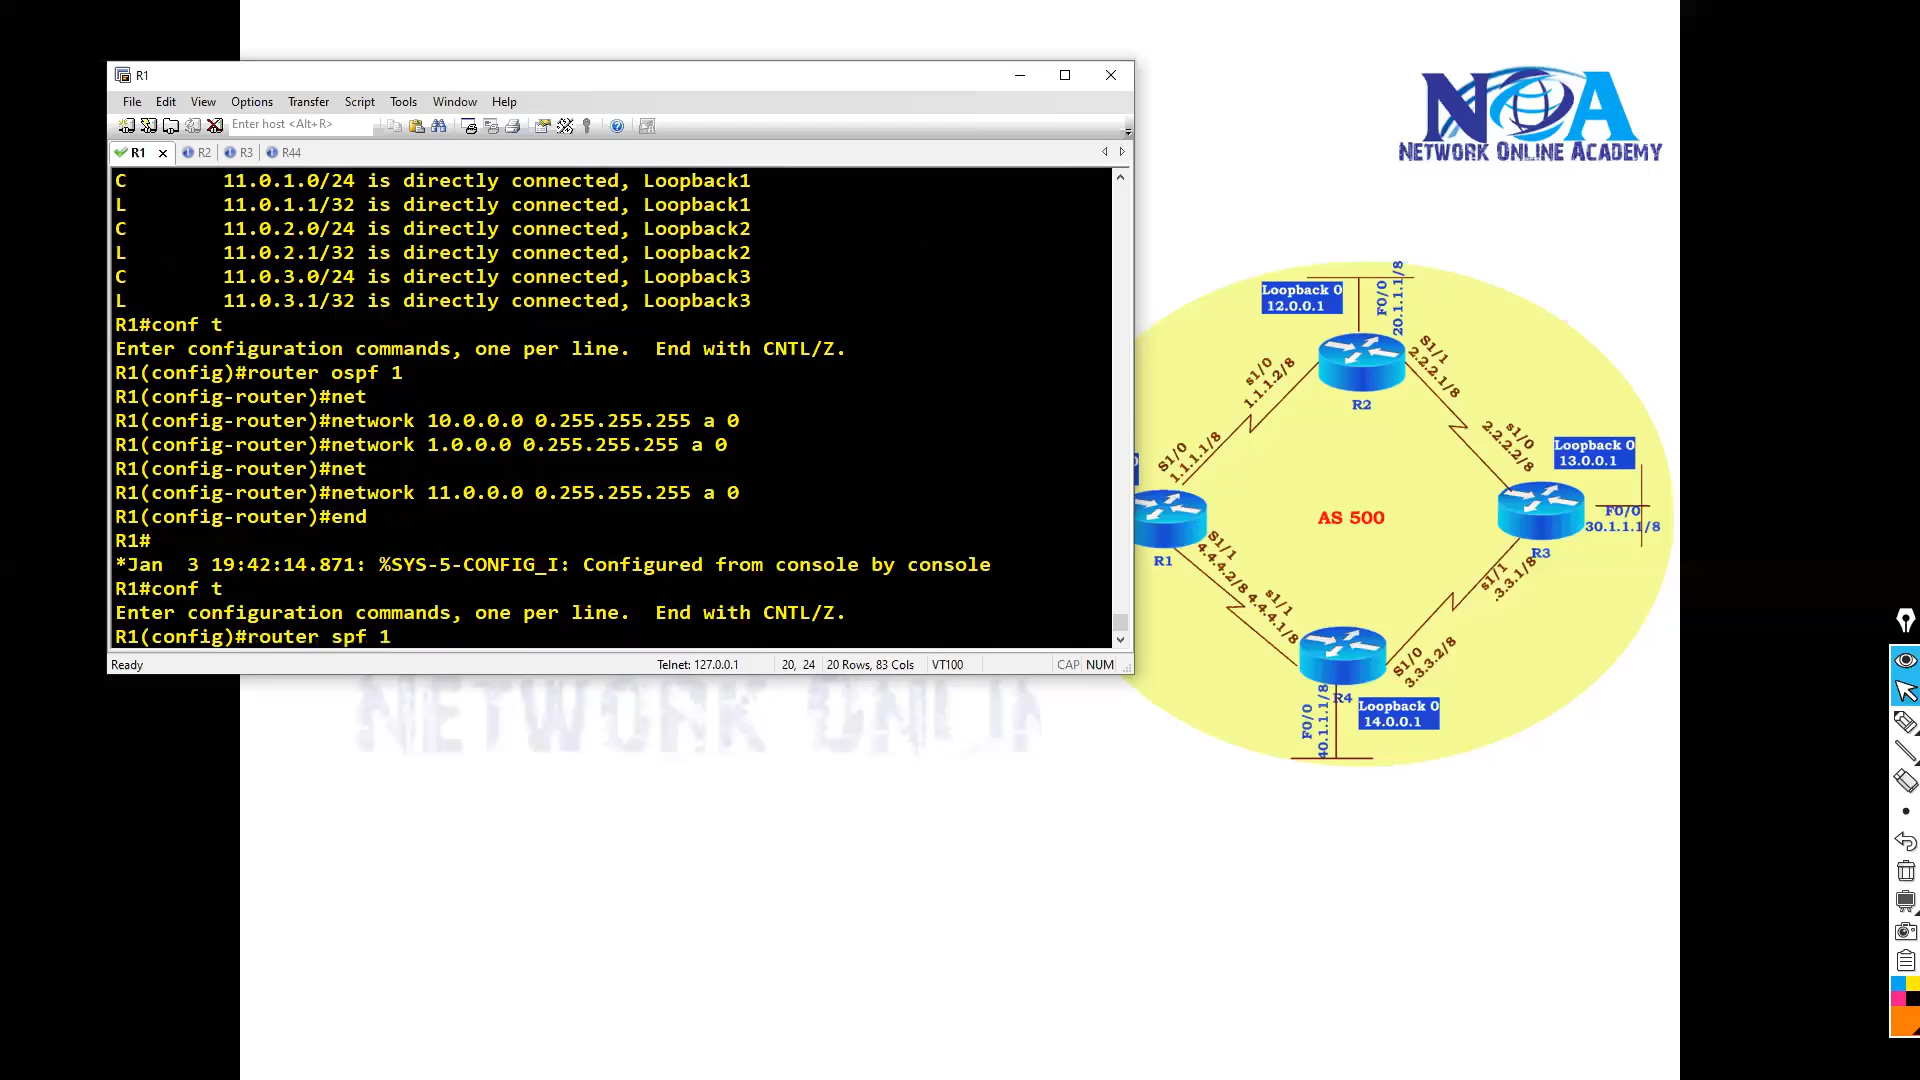 R1
File Edit View Options Transfer Script Tools Window Help
Enter host <Alt+R>
R1 R2 R3 R44
C 11.0.1.0/24 is directly connected, Loopback1
L 11.0.1.1/32 is directly connected, Loopback1
C 11.0.2.0/24 is directly connected, Loopback2
L 11.0.2.1/32 is directly connected, Loopback2
C 11.0.3.0/24 is directly connected, Loopback3
L 11.0.3.1/32 is directly connected, Loopback3
R1#conf t
Enter configuration commands, one per line. End with CNTL/Z.
R1(config)#router ospf 1
R1(config-router)#net
R1(config-router)#network 10.0.0.0 0.255.255.255 a 0
R1(config-router)#network 1.0.0.0 0.255.255.255 a 0
R1(config-router)#net
R1(config-router)#network 11.0.0.0 0.255.255.255 a 0
R1(config-router)#end
R1#
*Jan 3 19:42:14.871: %SYS-5-CONFIG_I: Configured from console by console
R1#conf t
Enter configuration commands, one per line. End with CNTL/Z.
R1(config)#router spf 1
Ready Telnet: 127.0.0.1 20, 24 20 Rows, 83 Cols VT100 CAP NUM
NETWORK ONLIN
NOA
NETWORK ONLINE ACADEMY
Loopback 0
12.0.0.1
F0/0
20.1.1.1/8
R2
s1/0
1.1.1.2/8
S1/1
2.2.2.1/8
S1/0
1.1.1.1/8
s1/0
2.2.2.2/8
Loopback 0
13.0.0.1
AS 500
F0/0
30.1.1.1/8
R3
R1
S1/1
4.4.4.2/8
s1/1
4.4.4.1/8
s1/1
.3.3.1/8
S1/0
3.3.3.2/8
R4
F0/0
40.1.1.1/8
Loopback 0
14.0.0.1